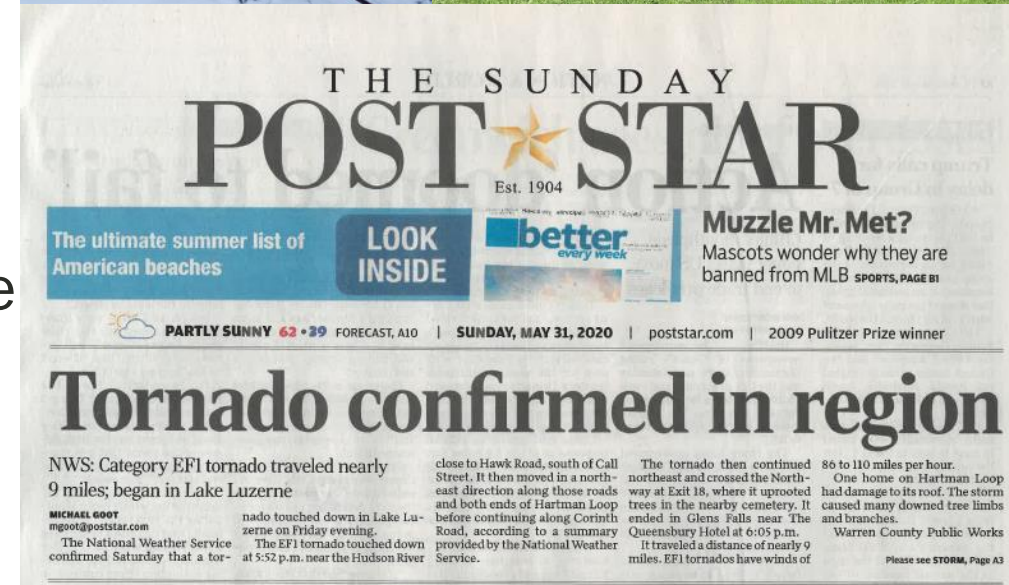 e
THE SUNDAY
POST STAR
Est. 1904
The ultimate summer list of
American beaches
LOOK
INSIDE
better
every week
Muzzle Mr. Met?
Mascots wonder why they are
banned from MLB SPORTS, PAGE B1
PARTLY SUNNY 62 • 39 FORECAST, A10 | SUNDAY, MAY 31, 2020 | poststar.com | 2009 Pulitzer Prize winner
Tornado confirmed in region
NWS: Category EF1 tornado traveled nearly
9 miles; began in Lake Luzerne
MICHAEL GOOT
mgoot@poststar.com
The National Weather Service
confirmed Saturday that a tor-
nado touched down in Lake Lu-
zerne on Friday evening.
The EF1 tornado touched down
at 5:52 p.m. near the Hudson River
close to Hawk Road, south of Call
Street. It then moved in a north-
east direction along those roads
and both ends of Hartman Loop
before continuing along Corinth
Road, according to a summary
provided by the National Weather
Service.
The tornado then continued
northeast and crossed the North-
way at Exit 18, where it uprooted
trees in the nearby cemetery. It
ended in Glens Falls near The
Queensbury Hotel at 6:05 p.m.
It traveled a distance of nearly 9
miles. EF1 tornados have winds of
86 to 110 miles per hour.
One home on Hartman Loop
had damage to its roof. The storm
caused many downed tree limbs
and branches.
Warren County Public Works
Please see STORM, Page A3